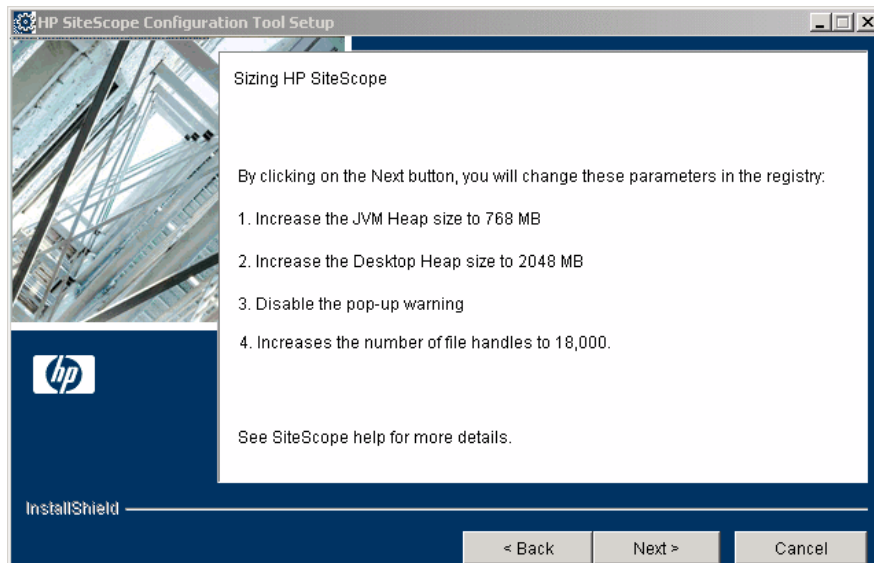 HP SiteScope Configuration Tool Setup
Sizing HP SiteScope
By clicking on the Next button, you will change these parameters in the registry:
1. Increase the JVM Heap size to 768 MB
2. Increase the Desktop Heap size to 2048 MB
3. Disable the pop-up warning
4. Increases the number of file handles to 18,000.
hp
See SiteScope help for more details.
InstallShield
< Back
Next >
Cancel